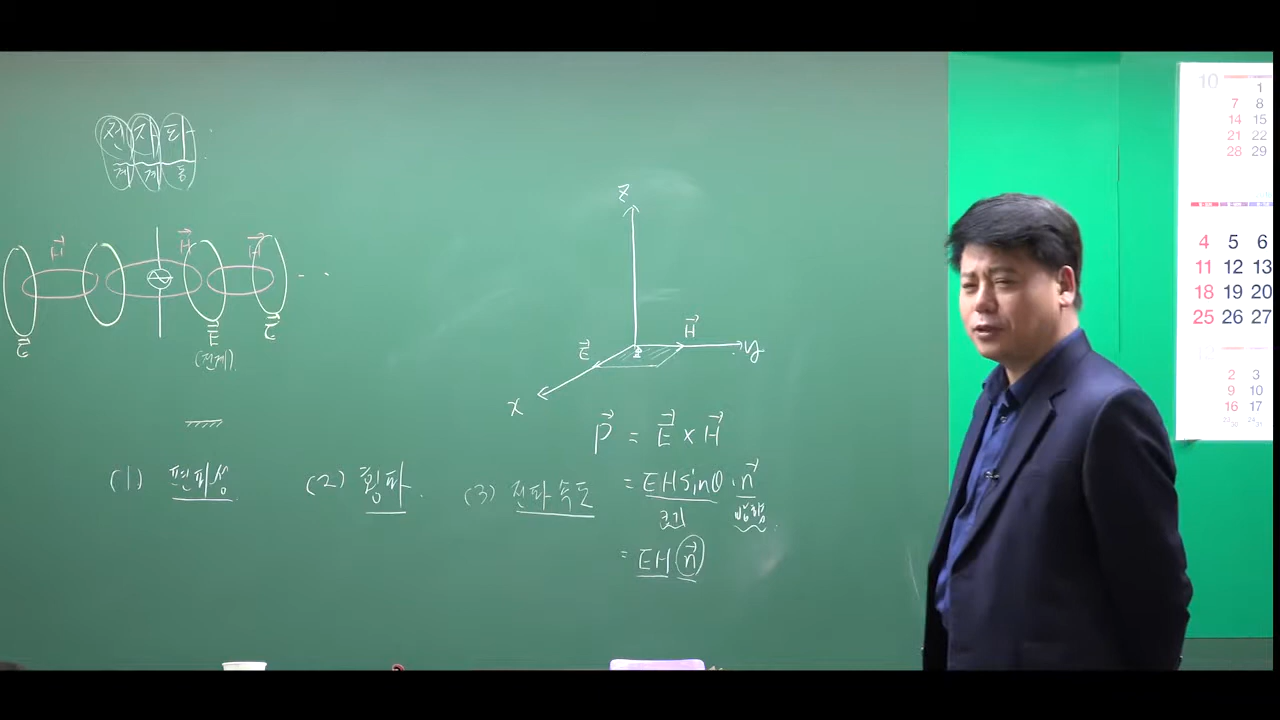 전자파
계 계 동
H⃗ H⃗ H⃗
E⃗ E⃗ E⃗
(전계)
z
E⃗ H⃗ y
x
P⃗ = E⃗ × H⃗
(1) 편파성 (2) 횡파. (3) 전파 속도
= EH sinθ · n⃗
크기 방향
= EH n⃗
10
1
7 8
14 15
21 22
28 29
4 5 6
11 12 13
18 19 20
25 26 27
2 3
9 10
16 17